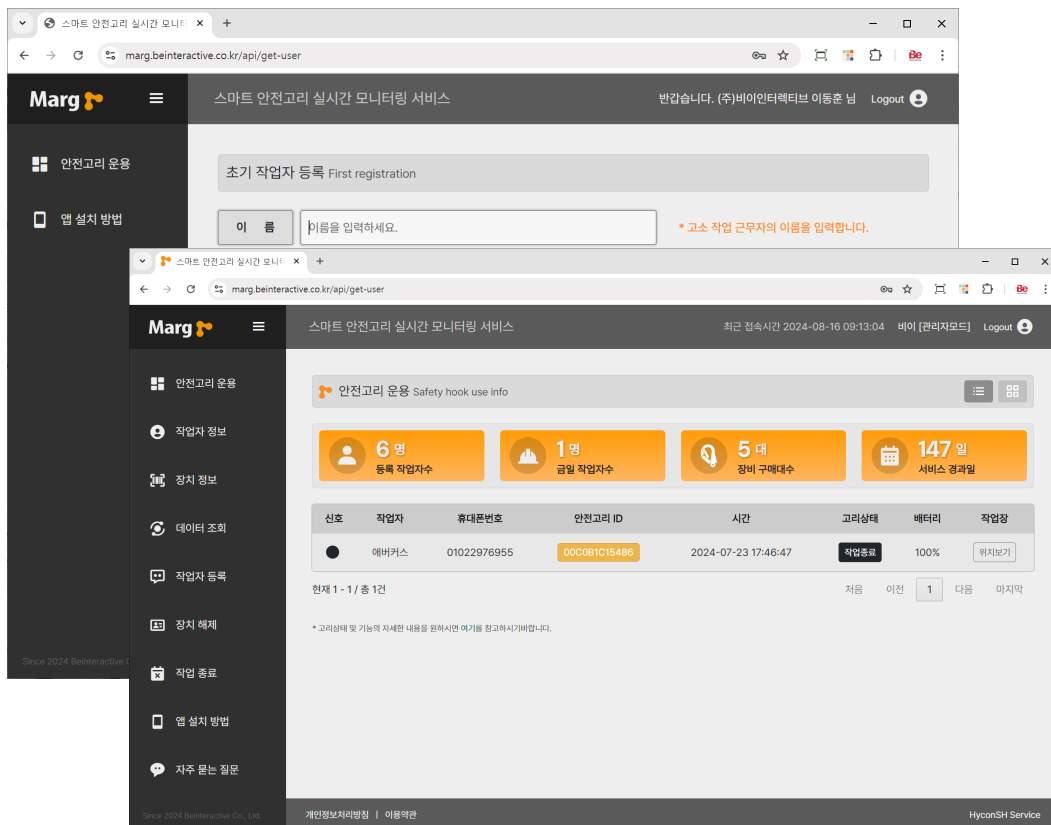 스마트 안전고리 실시간 모니터
marg.beinteractive.co.kr/api/get-user
Be
Marg
스마트 안전고리 실시간 모니터링 서비스
반갑습니다. (주)비이인터렉티브 이동훈 님 Logout
안전고리 운용
앱 설치 방법
초기 작업자 등록 First registration
이 름
이름을 입력하세요.
* 고소 작업 근무자의 이름을 입력합니다.
Since 2024 Beinteractive
스마트 안전고리 실시간 모니터
marg.beinteractive.co.kr/api/get-user
Be
Marg
스마트 안전고리 실시간 모니터링 서비스
최근 접속시간 2024-08-16 09:13:04 비이 [관리자모드] Logout
안전고리 운용
작업자 정보
장치 정보
데이터 조회
작업자 등록
장치 해제
작업 종료
앱 설치 방법
자주 묻는 질문
Since 2024 Beinteractive Co., Ltd.
안전고리 운용 Safety hook use info
6 명
등록 작업자수
1 명
금일 작업자수
5 대
장비 구매대수
147 일
서비스 경과일
신호 작업자 휴대폰번호 안전고리 ID 시간 고리상태 배터리 작업장
애버커스 01022976955 00C0B1C15486 2024-07-23 17:46:47 작업종료 100% 위치보기
현재 1 - 1 / 총 1건
처음 이전 1 다음 마지막
* 고리상태 및 기능의 자세한 내용을 원하시면 여기를 참고하시기바랍니다.
개인정보처리방침 | 이용약관
HyconSH Service